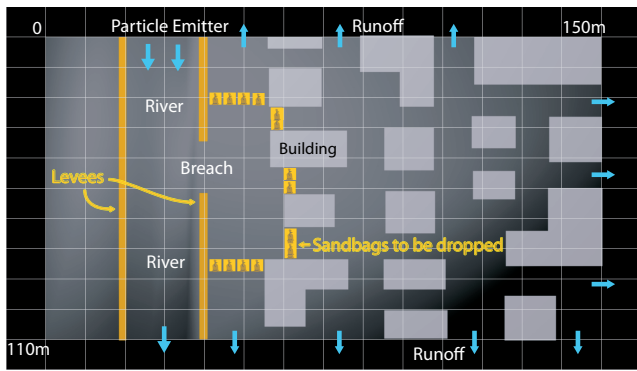 0 Particle Emitter Runoff 150m
River
Building
Breach
Levees
River
Sandbags to be dropped
110m
Runoff